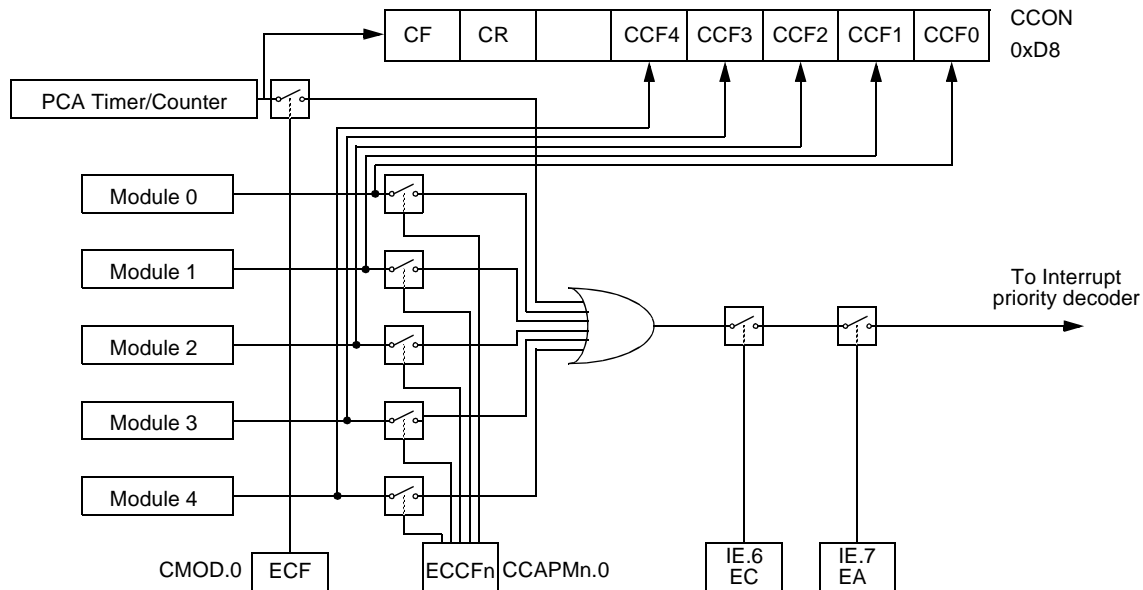 CCON
CF CR CCF4 CCF3 CCF2 CCF1 CCF0
0xD8
PCA Timer/Counter
Module 0
Module 1
To Interrupt
priority decoder
Module 2
Module 3
Module 4
CMOD.0 ECF ECCFn CCAPMn.0
IE.6
EC
IE.7
EA